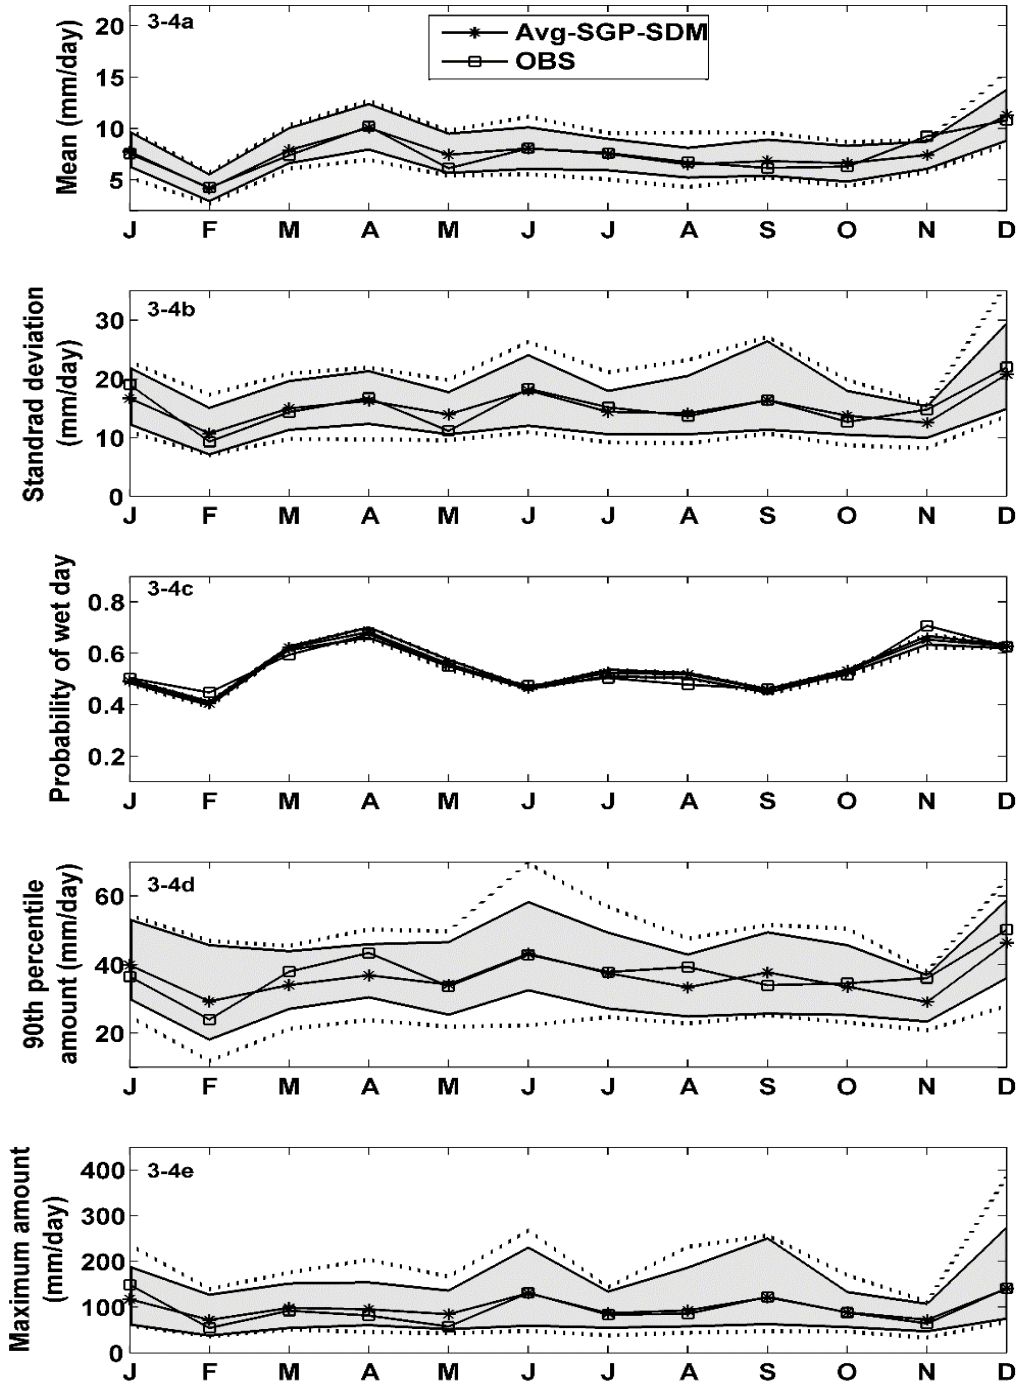 3-4a
Avg-SGP-SDM
OBS
Mean (mm/day)
20
15
10
5
J F M A M J J A S O N D
3-4b
Standrad deviation
(mm/day)
30
20
10
0
J F M A M J J A S O N D
3-4c
Probability of wet day
0.8
0.6
0.4
0.2
J F M A M J J A S O N D
3-4d
90th percentile
amount (mm/day)
60
40
20
J F M A M J J A S O N D
3-4e
Maximum amount
(mm/day)
400
300
200
100
0
J F M A M J J A S O N D